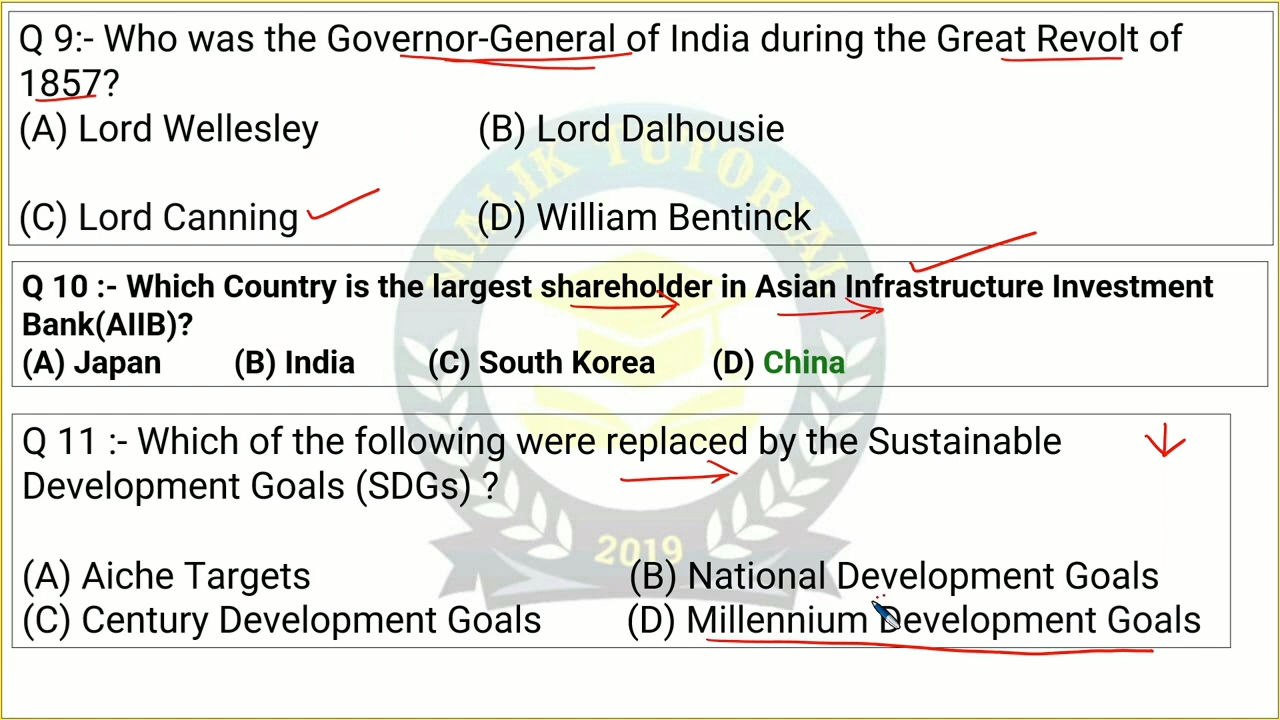 Q 9:- Who was the Governor-General of India during the Great Revolt of
1857?
(A) Lord Wellesley (B) Lord Dalhousie
(C) Lord Canning (D) William Bentinck
Q 10 :- Which Country is the largest shareholder in Asian Infrastructure Investment
Bank(AIIB)?
(A) Japan (B) India (C) South Korea (D) China
Q 11 :- Which of the following were replaced by the Sustainable
Development Goals (SDGs) ?
(A) Aiche Targets (B) National Development Goals
(C) Century Development Goals (D) Millennium Development Goals
MALIK TUTORIAL
2019